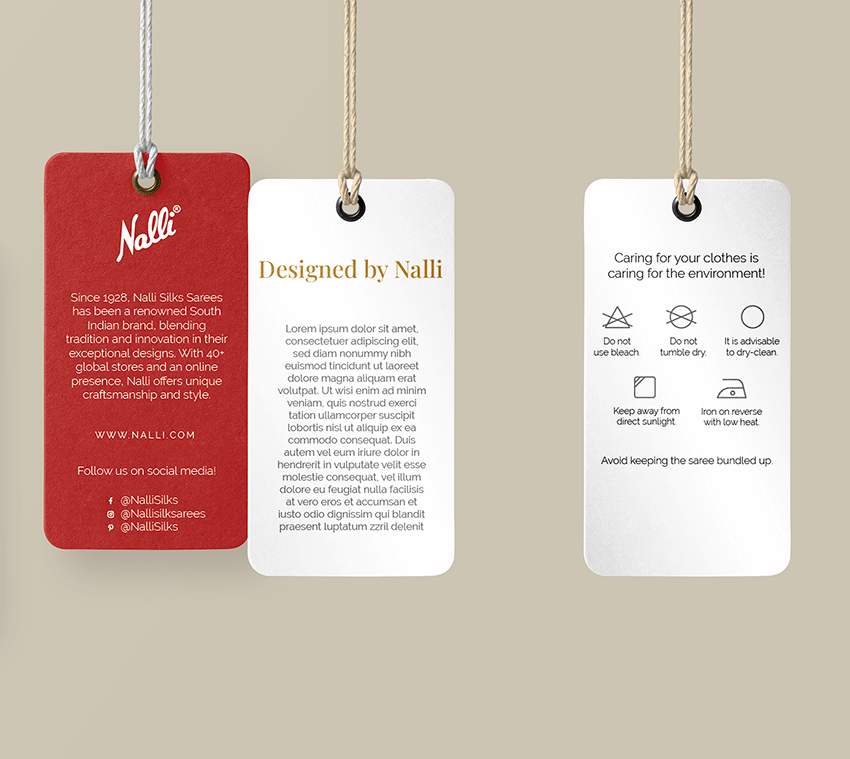 Nalli®
Since 1928, Nalli Silks Sarees
has been a renowned South
Indian brand, blending
tradition and innovation in their
exceptional designs. With 40+
global stores and an online
presence, Nalli offers unique
craftsmanship and style.
WWW.NALLI.COM
Follow us on social media!
@NalliSilks
@Nallisilksarees
@NalliSilks
Designed by Nalli
Lorem ipsum dolor sit amet,
consectetuer adipiscing elit,
sed diam nonummy nibh
euismod tincidunt ut laoreet
dolore magna aliquam erat
volutpat. Ut wisi enim ad minim
veniam, quis nostrud exerci
tation ullamcorper suscipit
lobortis nisl ut aliquip ex ea
commodo consequat. Duis
autem vel eum iriure dolor in
hendrerit in vulputate velit esse
molestie consequat, vel illum
dolore eu feugiat nulla facilisis
at vero eros et accumsan et
iusto odio dignissim qui blandit
praesent luptatum zzril delenit
Caring for your clothes is
caring for the environment!
Do not
use bleach.
Do not
tumble dry.
It is advisable
to dry-clean.
Keep away from
direct sunlight.
Iron on reverse
with low heat.
Avoid keeping the saree bundled up.